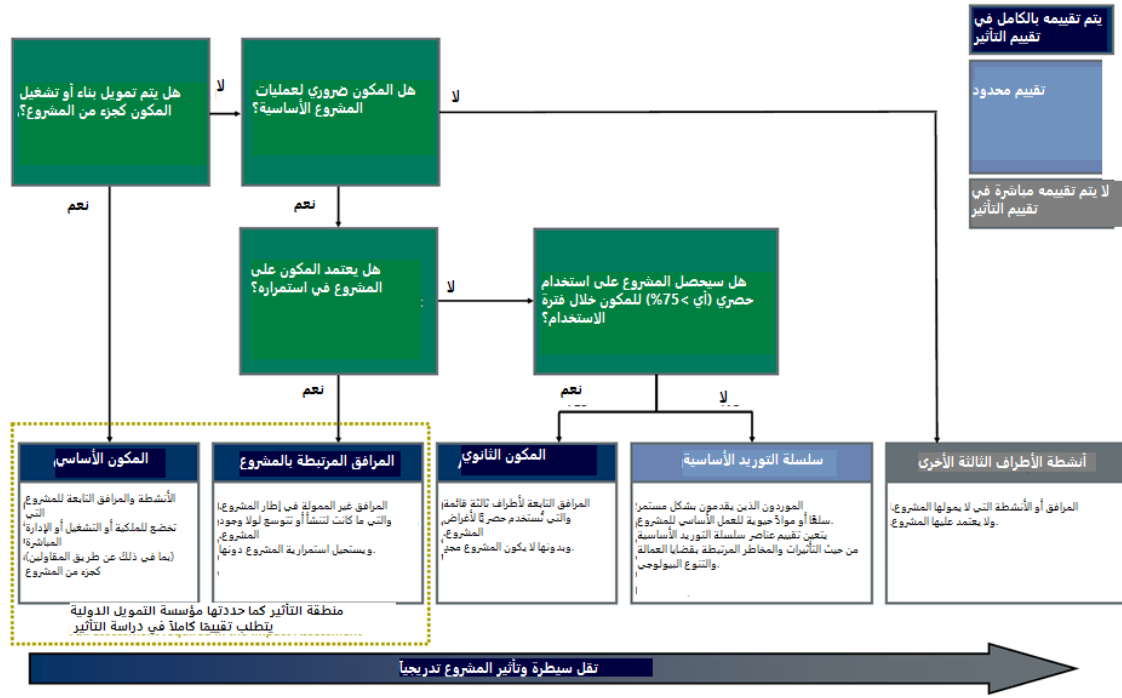 يتم تقييمه بالكامل في
تقييم التأثير
تقييم محدود
لا يتم تقييمه مباشرة في
تقييم التأثير
هل يتم تمويل بناء أو تشغيل
المكون كجزء من المشروع؟
لا
هل المكون ضروري لعمليات
المشروع الأساسية؟
لا
نعم
نعم
هل يعتمد المكون على
المشروع في استمراره؟
لا
هل سيحصل المشروع على استخدام
حصري (أي >75%) للمكون خلال فترة
الاستخدام؟
نعم
نعم
لا
المكون الأساسي
الأنشطة والمرافق التابعة للمشروع
التي
تخضع للملكية أو التشغيل أو الإدارة
المباشرة
(بما في ذلك عن طريق المقاولين)
كجزء من المشروع
المرافق المرتبطة بالمشروع
المرافق غير الممولة في إطار المشروع
والتي ما كانت لتنشأ أو تتوسع لولا وجود
المشروع.
ويستحيل استمرارية المشروع دونها.
المكون الثانوي
المرافق التابعة لأطراف ثالثة قائمة
والتي تُستخدم حصريًا لأغراض
المشروع.
وبدونها لا يكون المشروع مجدٍ
سلسلة التوريد الأساسية
الموردون الذين يقدمون بشكل مستمر
سلعًا أو موادّ حيوية للعمل الأساسي للمشروع.
يتعين تقييم عناصر سلسلة التوريد الأساسية
من حيث التأثيرات والمخاطر المرتبطة بقضايا العمالة
والتنوع البيولوجي.
أنشطة الأطراف الثالثة الأخرى
المرافق أو الأنشطة التي لا يمولها المشروع.
ولا يعتمد عليها المشروع.
منطقة التأثير كما حددتها مؤسسة التمويل الدولية
يتطلب تقييمًا كاملاً في دراسة التأثير
تقل سيطرة وتأثير المشروع تدريجياً